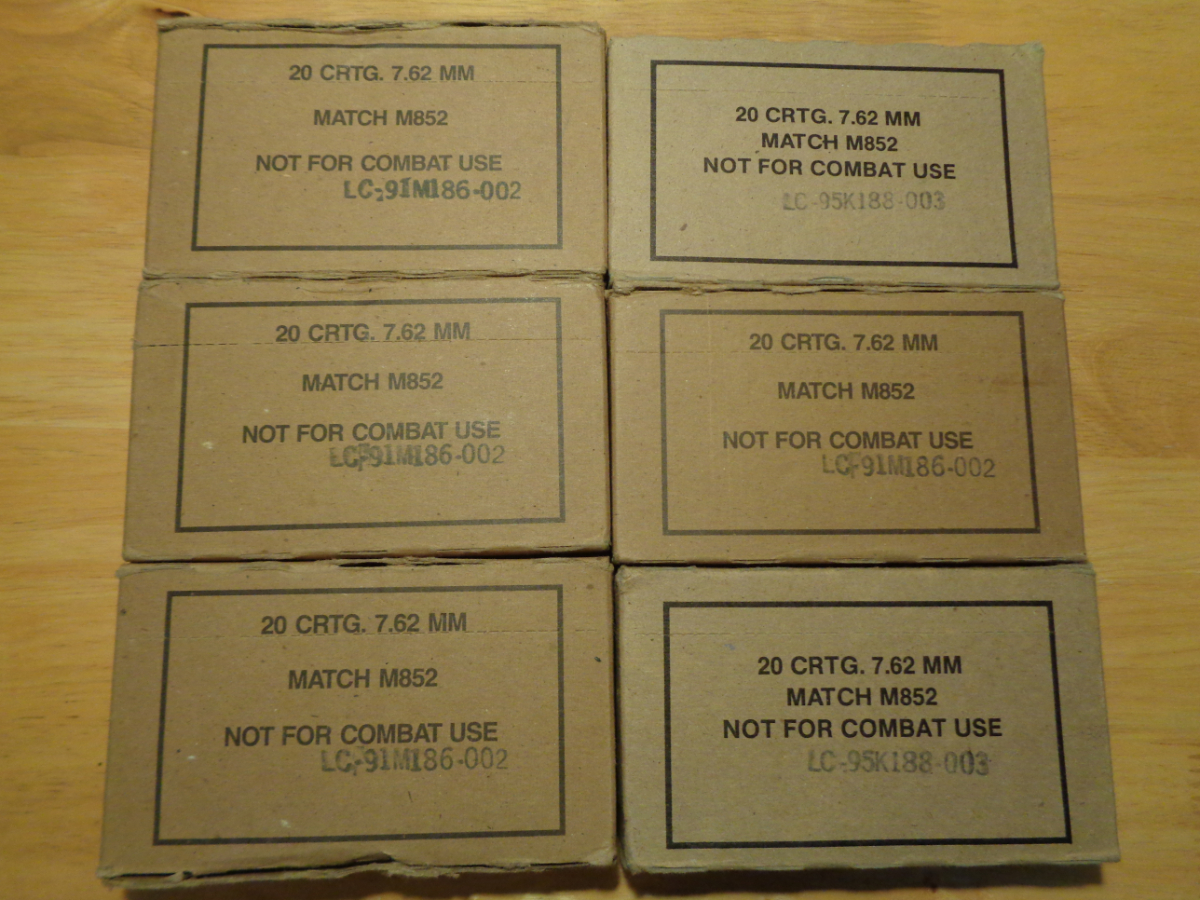 20 CRTG. 7.62 MM
MATCH M852
NOT FOR COMBAT USE
LC-91M186-002
20 CRTG. 7.62 MM
MATCH M852
NOT FOR COMBAT USE
LC-95K188-003
20 CRTG. 7.62 MM
MATCH M852
NOT FOR COMBAT USE
LC-91M186-002
20 CRTG. 7.62 MM
MATCH M852
NOT FOR COMBAT USE
LC-91M186-002
20 CRTG. 7.62 MM
MATCH M852
NOT FOR COMBAT USE
LC-91M186-002
20 CRTG. 7.62 MM
MATCH M852
NOT FOR COMBAT USE
LC-95K188-003